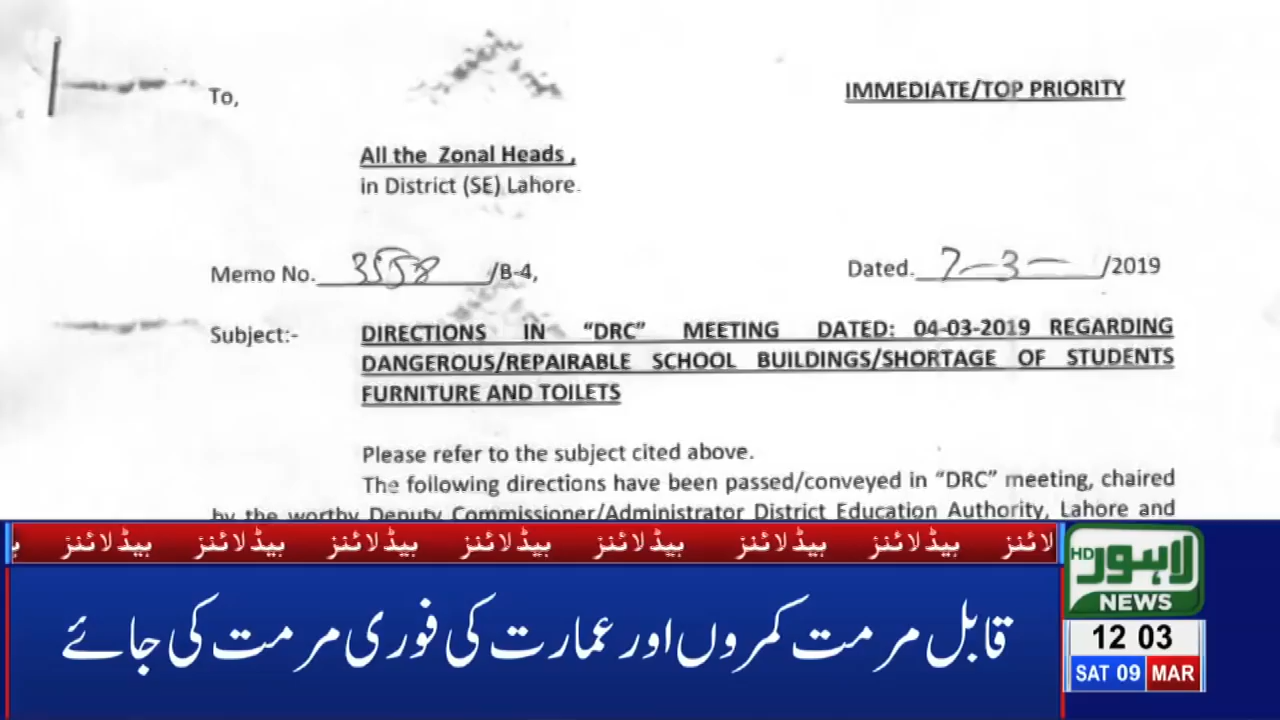 To,
IMMEDIATE/TOP PRIORITY
All the Zonal Heads ,
in District (SE) Lahore.
Memo No. 3558 /B-4,
Dated. 7-3- /2019
Subject:-
DIRECTIONS IN “DRC” MEETING DATED: 04-03-2019 REGARDING
DANGEROUS/REPAIRABLE SCHOOL BUILDINGS/SHORTAGE OF STUDENTS
FURNITURE AND TOILETS
Please refer to the subject cited above.
The following directions have been passed/conveyed in “DRC” meeting, chaired
by the worthy Deputy Commissioner/Administrator District Education Authority, Lahore and
ہیڈلائنز ہیڈلائنز ہیڈلائنز ہیڈلائنز ہیڈلائنز ہیڈلائنز ہیڈلائنز
قابل مرمت کمروں اور عمارت کی فوری مرمت کی جائے
HD لاہور
NEWS
12 03
SAT 09 MAR